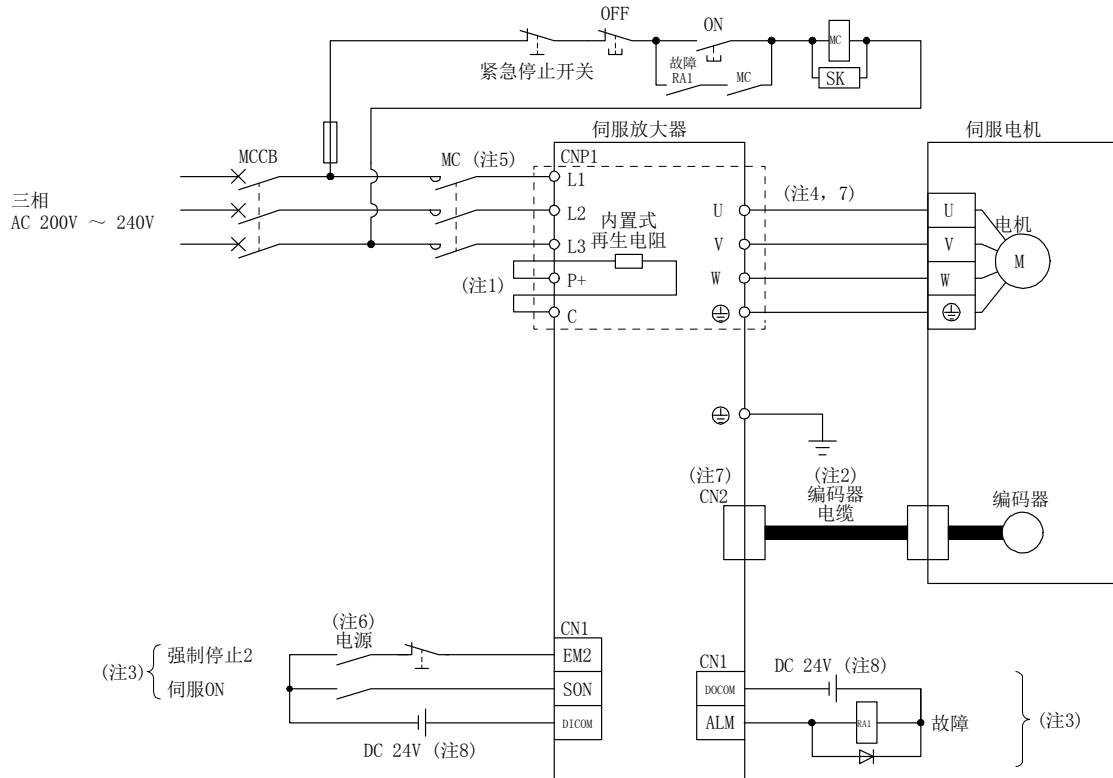 OFF
ON
紧急停止开关
故障
RA1
MC
MC
SK
伺服放大器
伺服电机
MCCB
MC (注5)
CNP1
三相
AC 200V ～ 240V
L1
L2
L3
P+
C
(注1)
内置式
再生电阻
U
V
W
(注4, 7)
U
V
W
电机
M
(注7)
CN2
(注2)
编码器
电缆
编码器
(注3)
强制停止2
伺服ON
(注6)
电源
CN1
EM2
SON
DICOM
DC 24V (注8)
CN1
DOCOM
ALM
DC 24V (注8)
RA1
故障
(注3)